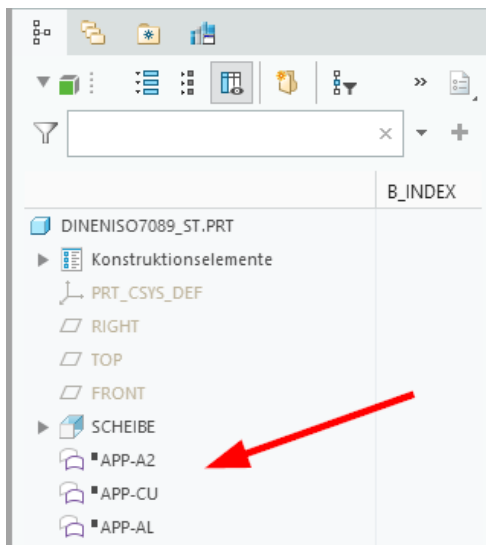 B_INDEX
DINENISO7089_ST.PRT
Konstruktionselemente
PRT_CSYS_DEF
RIGHT
TOP
FRONT
SCHEIBE
APP-A2
APP-CU
APP-AL